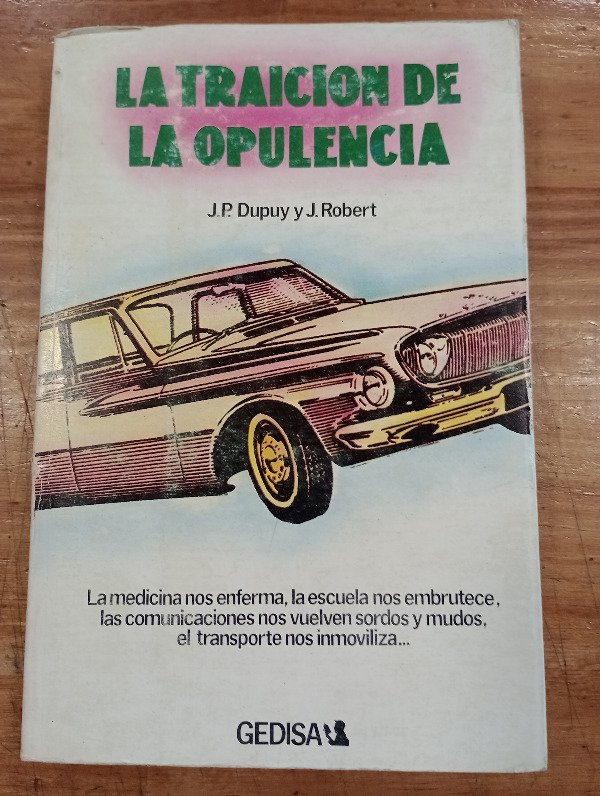 LA TRAICION DE
LA OPULENCIA
J.P. Dupuy y J. Robert
La medicina nos enferma, la escuela nos embrutece,
las comunicaciones nos vuelven sordos y mudos,
el transporte nos inmoviliza...
GEDISA